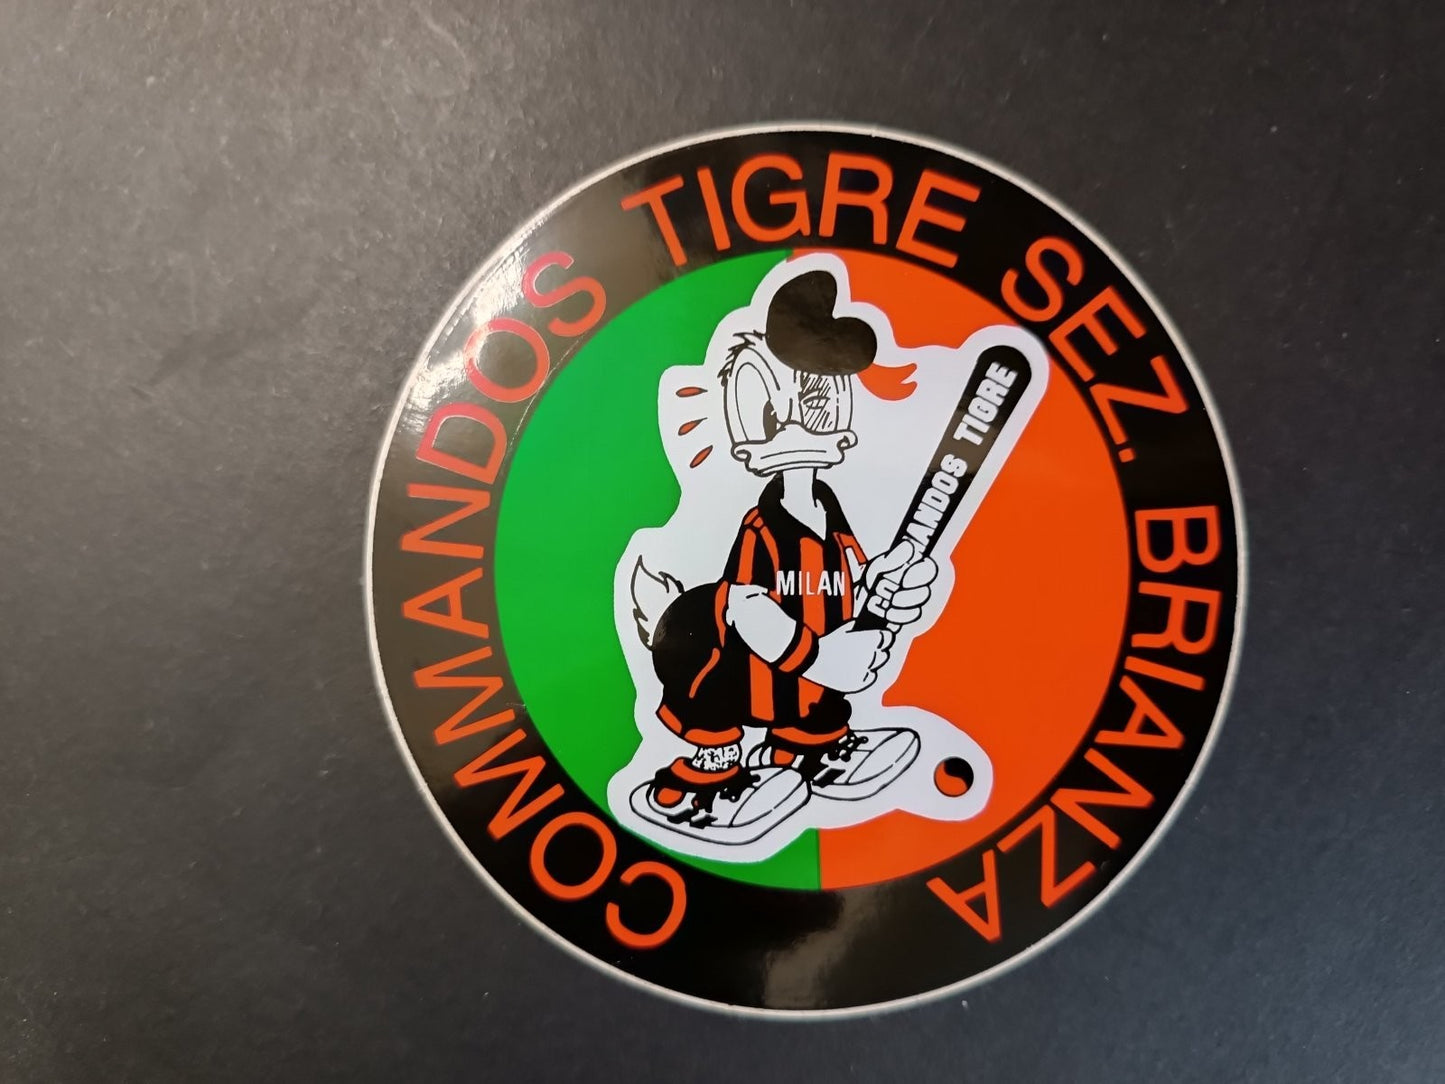 COMMANDOS TIGRE SEZ. BRIANZA
MILAN
COMMANDOS TIGRE